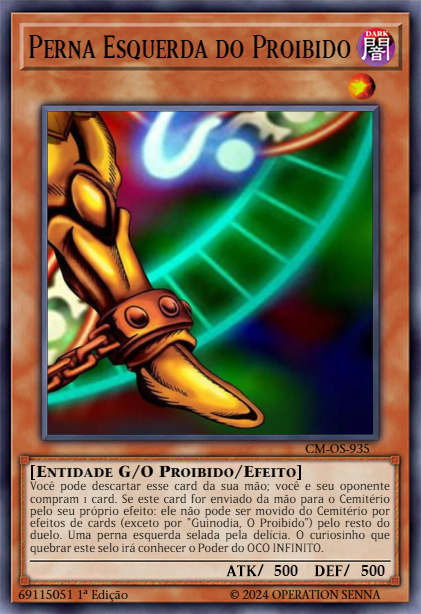 Perna Esquerda do Proibido
DARK
闇
CM-OS-935
[Entidade G/O Proibido/Efeito]
Você pode descartar esse card da sua mão; você e seu oponente
compram 1 card. Se este card for enviado da mão para o Cemitério
pelo seu próprio efeito: ele não pode ser movido do Cemitério por
efeitos de cards (exceto por "Guinodia, O Proibido") pelo resto do
duelo. Uma perna esquerda selada pela delícia. O curiosinho que
quebrar este selo irá conhecer o Poder do OCO INFINITO.
ATK/ 500 DEF/ 500
69115051 1ª Edição
© 2024 OPERATION SENNA